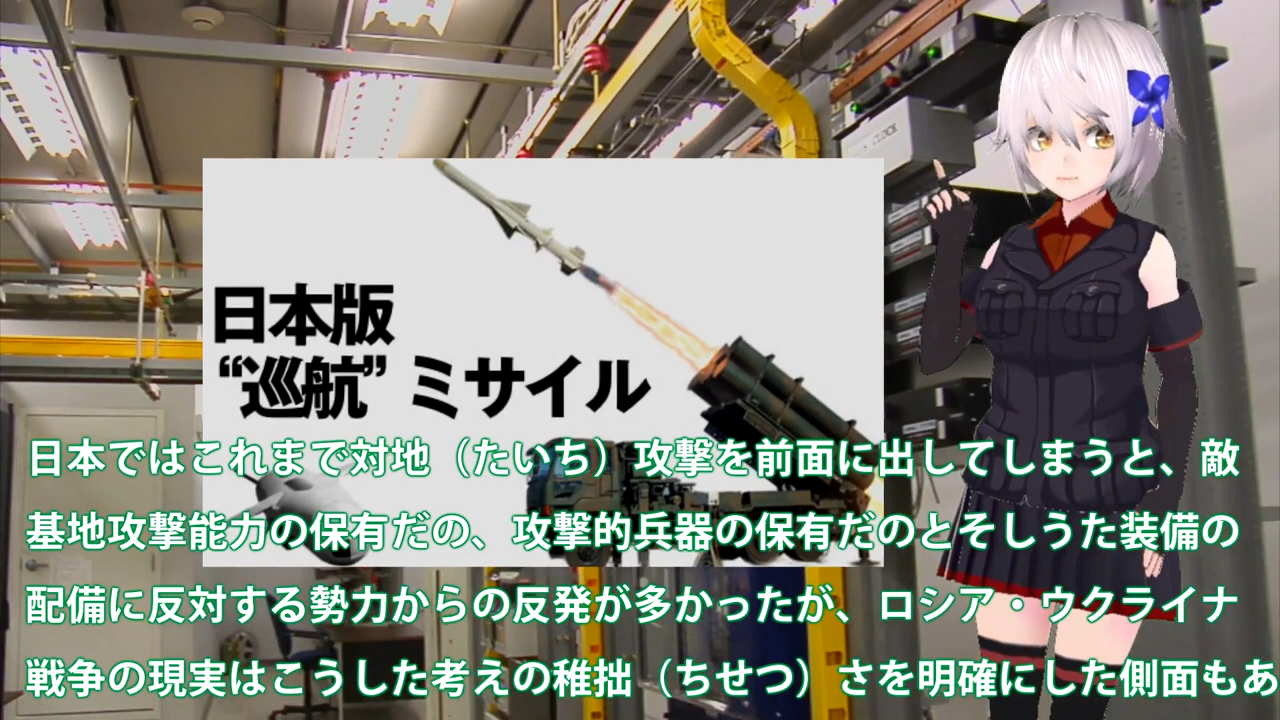 S. CLOCK
日本版
“巡航” ミサイル
日本ではこれまで対地（たいち）攻撃を前面に出してしまうと、敵
基地攻撃能力の保有だの、攻撃的兵器の保有だのとそしうた装備の
配備に反対する勢力からの反発が多かったが、ロシア・ウクライナ
戦争の現実はこうした考えの稚拙（ちせつ）さを明確にした側面もあ